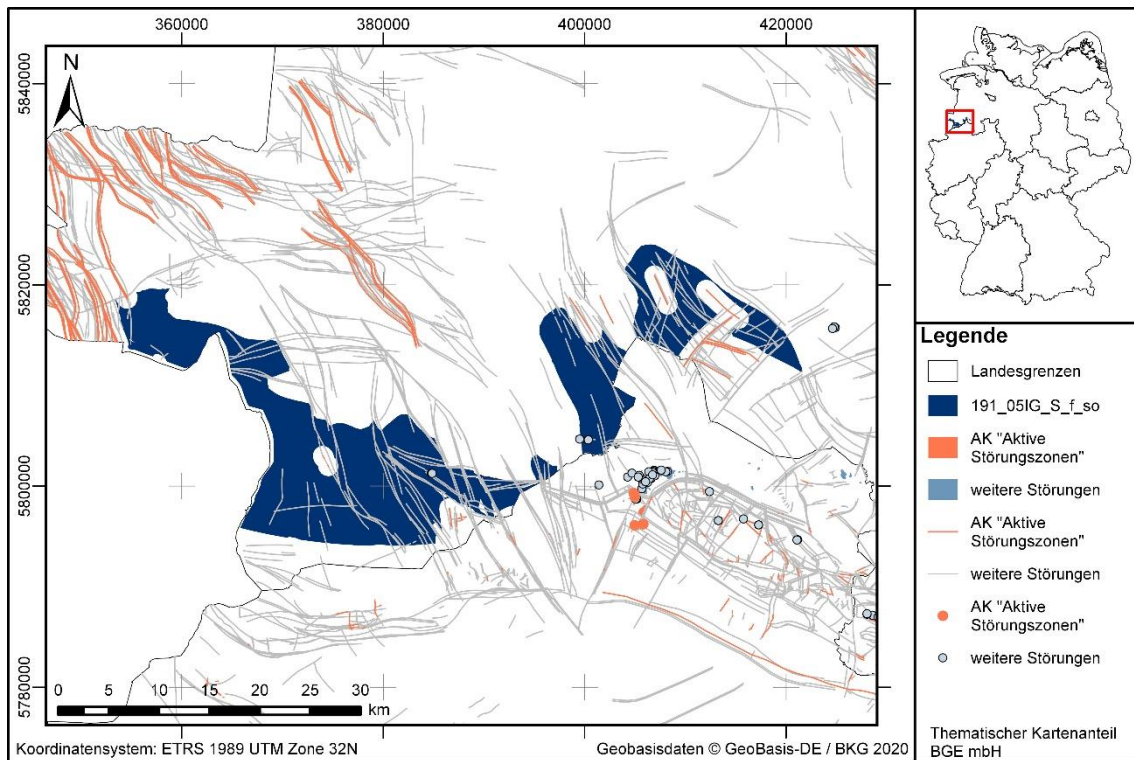 360000
380000
400000
420000
5840000
5820000
5800000
5780000
N
0
5
10
15
20
25
30
km
Koordinatensystem: ETRS 1989 UTM Zone 32N
Geobasisdaten © GeoBasis-DE / BKG 2020
Legende
Landesgrenzen
191_05IG_S_f_so
AK "Aktive
Störungszonen"
weitere Störungen
AK "Aktive
Störungszonen"
weitere Störungen
AK "Aktive
Störungszonen"
weitere Störungen
Thematischer Kartenanteil
BGE mbH